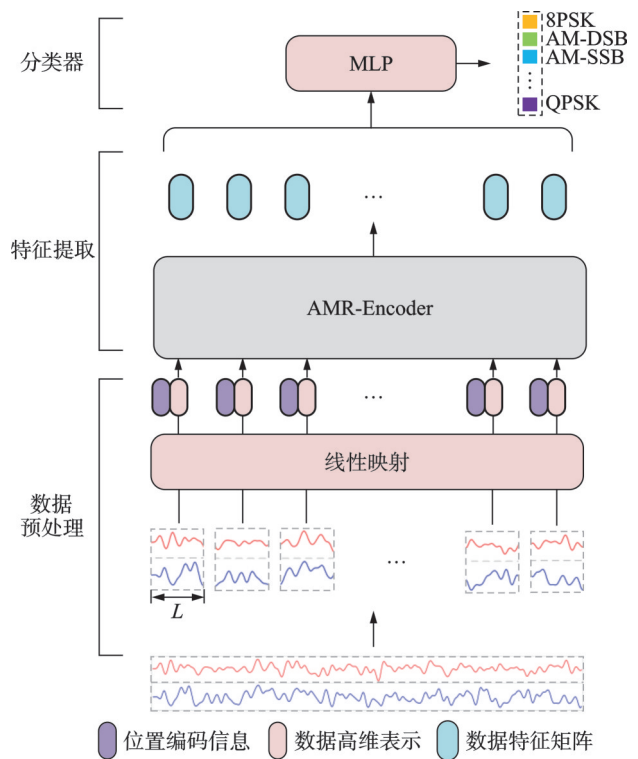 8PSK
AM-DSB
AM-SSB
⋮
QPSK
分类器
MLP
特征提取
…
AMR-Encoder
…
线性映射
数据
预处理
…
L
位置编码信息
数据高维表示
数据特征矩阵